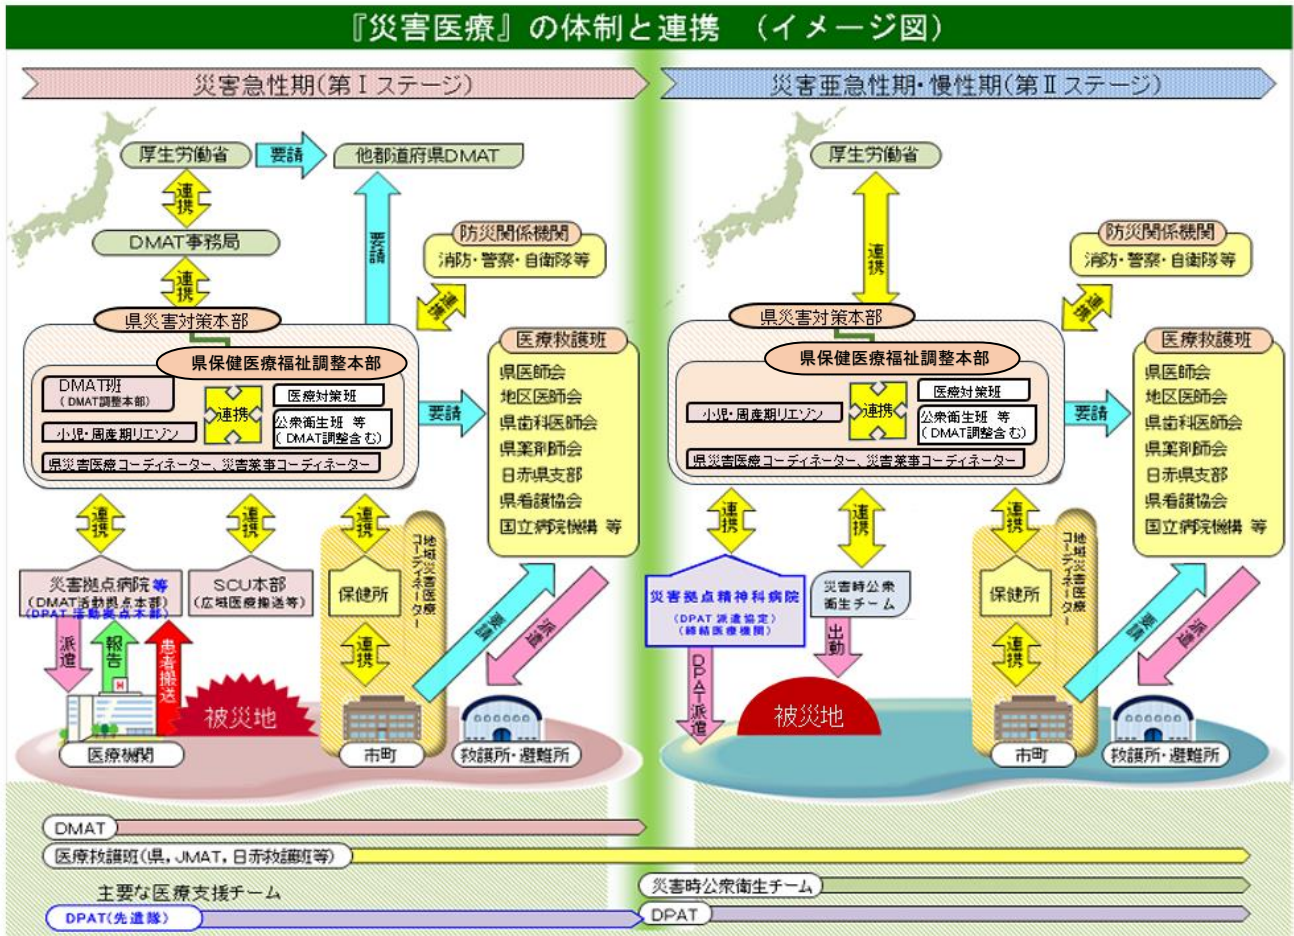 『災害医療』の体制と連携　（イメージ図）
災害急性期(第Ⅰステージ)
厚生労働省
要請
他都道府県DMAT
連携
DMAT事務局
連携
要請
防災関係機関
消防・警察・自衛隊等
連携
県災害対策本部
県保健医療福祉調整本部
DMAT班
（DMAT調整本部）
小児・周産期リエゾン
連携
医療対策班
公衆衛生班 等
（DMAT調整含む）
県災害医療コーディネーター、災害薬事コーディネーター
要請
医療救護班
県医師会
地区医師会
県歯科医師会
県薬剤師会
日赤県支部
県看護協会
国立病院機構 等
連携
連携
連携
災害拠点病院等
(DMAT活動拠点本部)
(DPAT 活動拠点本部)
SCU本部
(広域医療搬送等)
保健所
地域災害医療
コーディネーター
派遣
報告
患者搬送
連携
要請
派遣
H
被災地
医療機関
市町
救護所・避難所
災害亜急性期・慢性期(第Ⅱステージ)
厚生労働省
連携
防災関係機関
消防・警察・自衛隊等
連携
県災害対策本部
県保健医療福祉調整本部
小児・周産期リエゾン
連携
医療対策班
公衆衛生班 等
（DMAT調整含む）
県災害医療コーディネーター、災害薬事コーディネーター
要請
医療救護班
県医師会
地区医師会
県歯科医師会
県薬剤師会
日赤県支部
県看護協会
国立病院機構 等
連携
連携
連携
災害拠点精神科病院
(DPAT 派遣協定)
(締結医療機関)
災害時公衆
衛生チーム
保健所
地域災害医療
コーディネーター
DPAT派遣
出動
連携
要請
派遣
被災地
市町
救護所・避難所
DMAT
医療救護班(県，JMAT，日赤救護班等)
主要な医療支援チーム
災害時公衆衛生チーム
DPAT(先遣隊)
DPAT